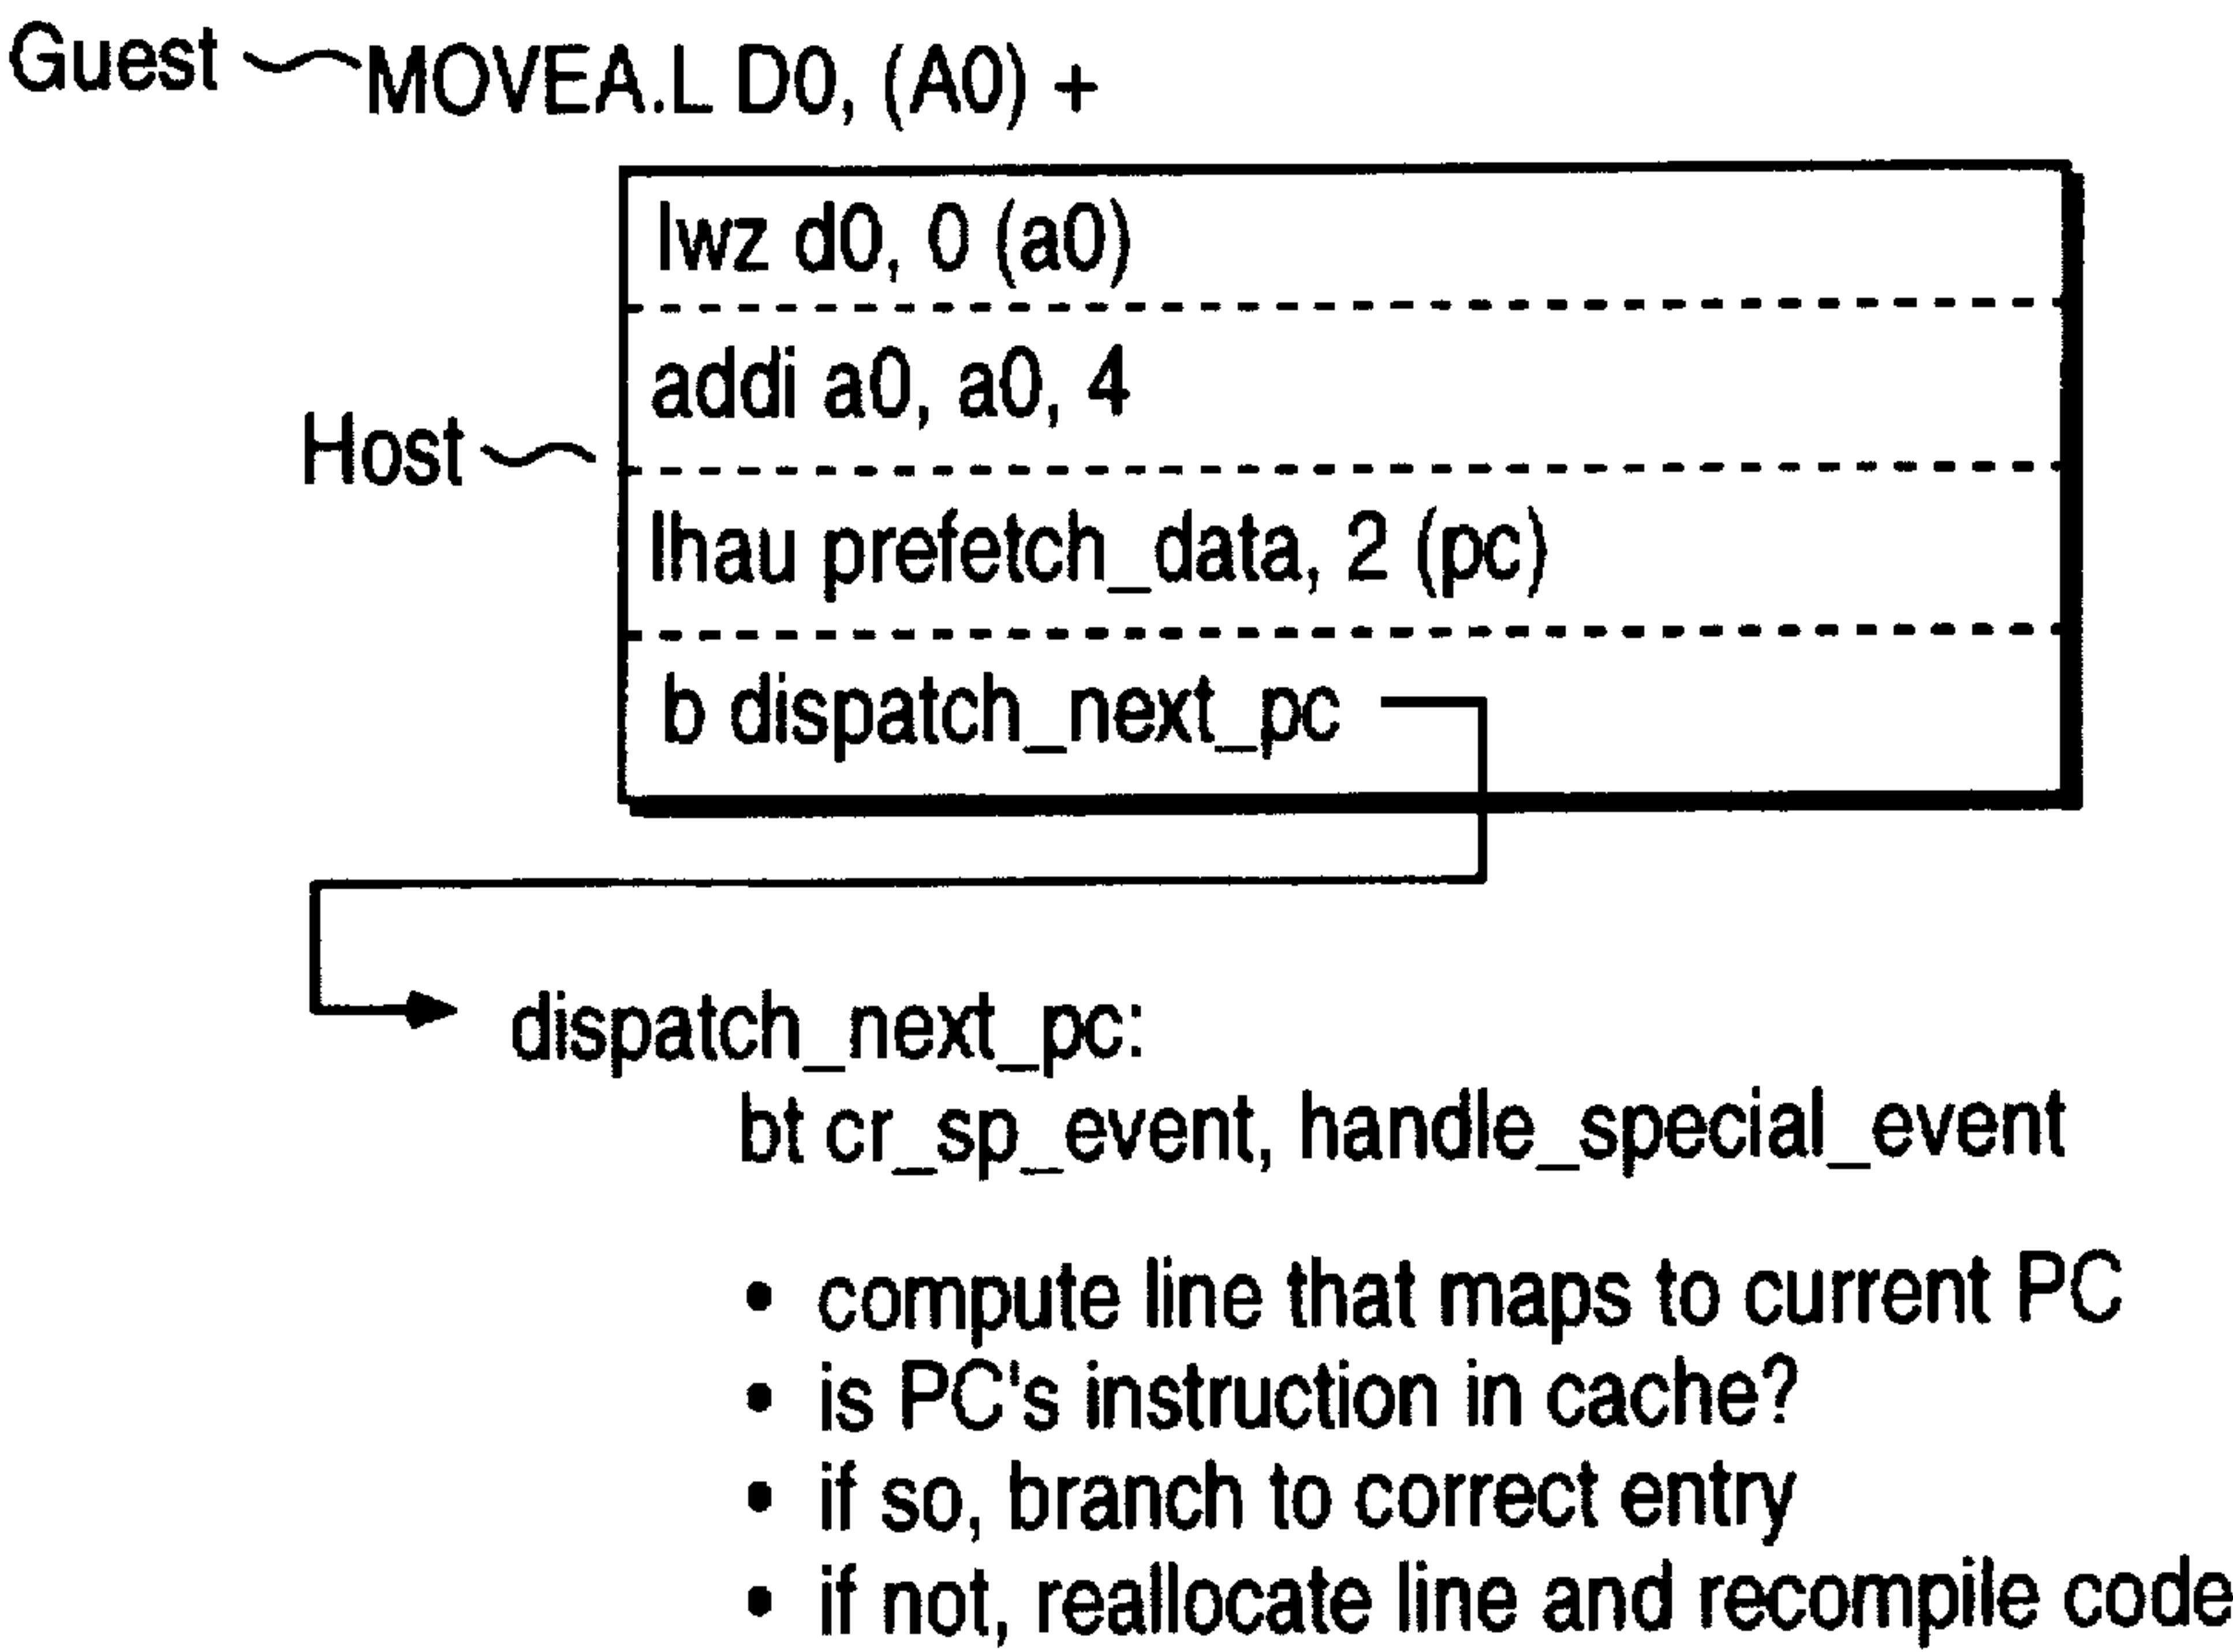 Guest MOVEA.L D0, (A0) +
lwz d0, 0 (a0)
addi a0, a0, 4
Host
lhau prefetch_data, 2 (pc)
b dispatch_next_pc
dispatch_next_pc:
bt cr_sp_event, handle_special_event
• compute line that maps to current PC
• is PC's instruction in cache?
• if so, branch to correct entry
• if not, reallocate line and recompile code